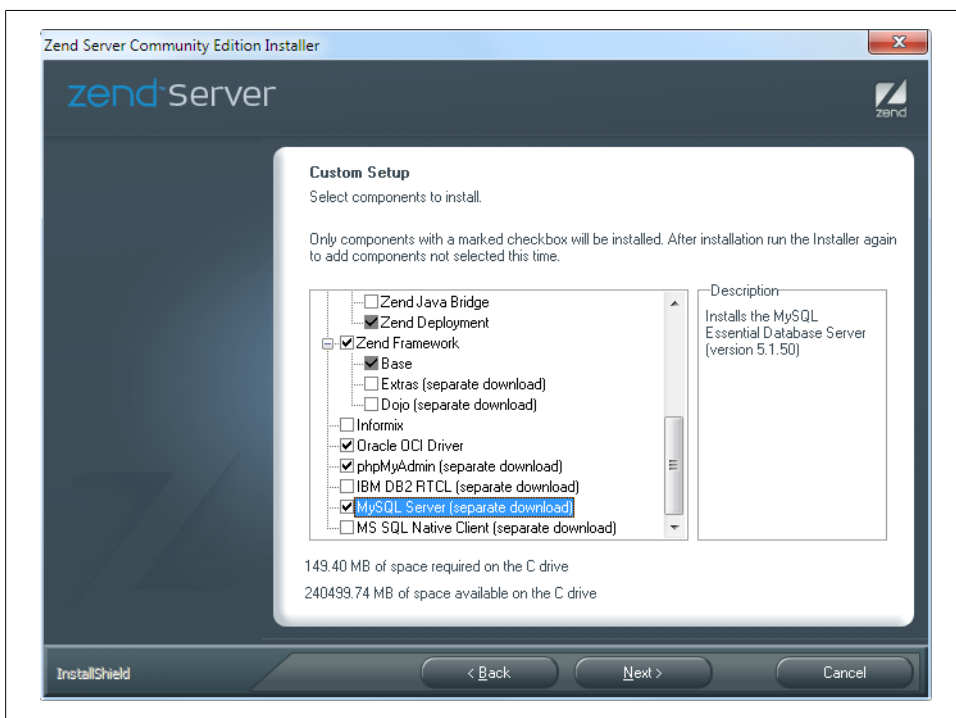 Zend Server Community Edition Installer
zend server
zend
Custom Setup
Select components to install.
Only components with a marked checkbox will be installed. After installation run the Installer again
to add components not selected this time.
Zend Java Bridge
Zend Deployment
Zend Framework
Base
Extras (separate download)
Dojo (separate download)
Informix
Oracle OCI Driver
phpMyAdmin (separate download)
IBM DB2 RTCL (separate download)
MySQL Server (separate download)
MS SQL Native Client (separate download)
Description
Installs the MySQL
Essential Database Server
(version 5.1.50)
149.40 MB of space required on the C drive
240499.74 MB of space available on the C drive
InstallShield
< Back
Next >
Cancel